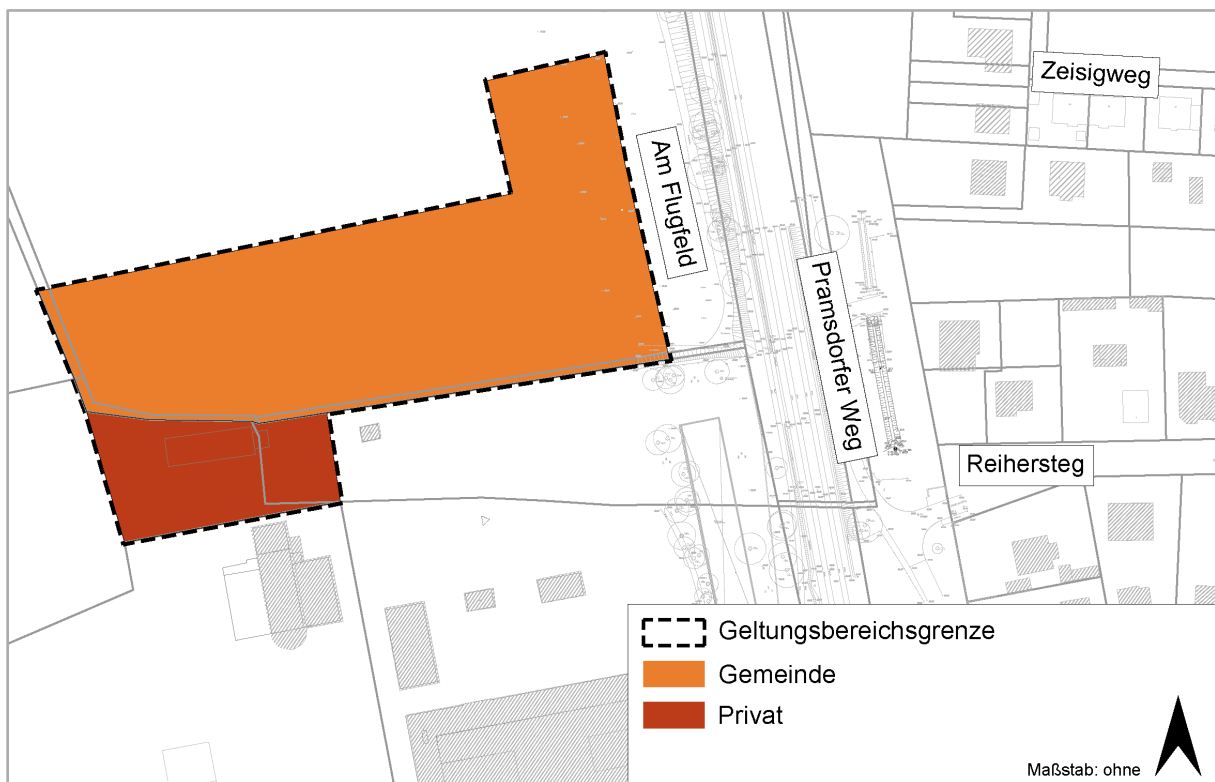 Zeisigweg
Am Flugfeld
Pramsdorfer Weg
Reihersteg
Geltungsbereichsgrenze
Gemeinde
Privat
Maßstab: ohne